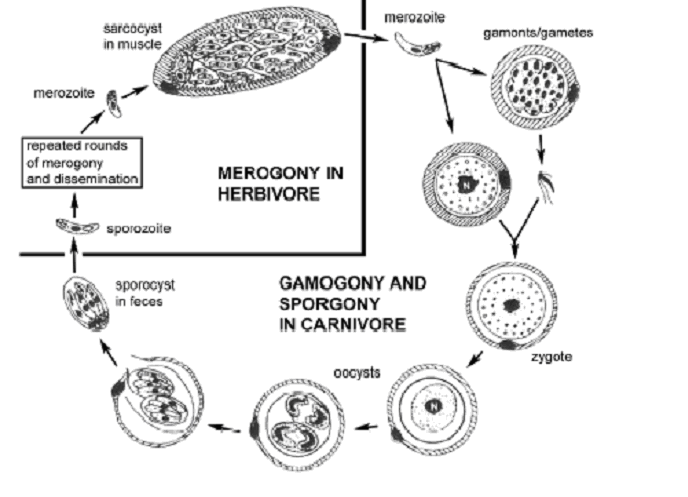 merozoite
gamonts/gametes
sarcocyst
in muscle
merozoite
repeated rounds
of merogony
and dissemination
MEROGONY IN
HERBIVORE
N
sporozoite
GAMOGONY AND
SPORGONY
IN CARNIVORE
sporocyst
in feces
zygote
oocysts
N